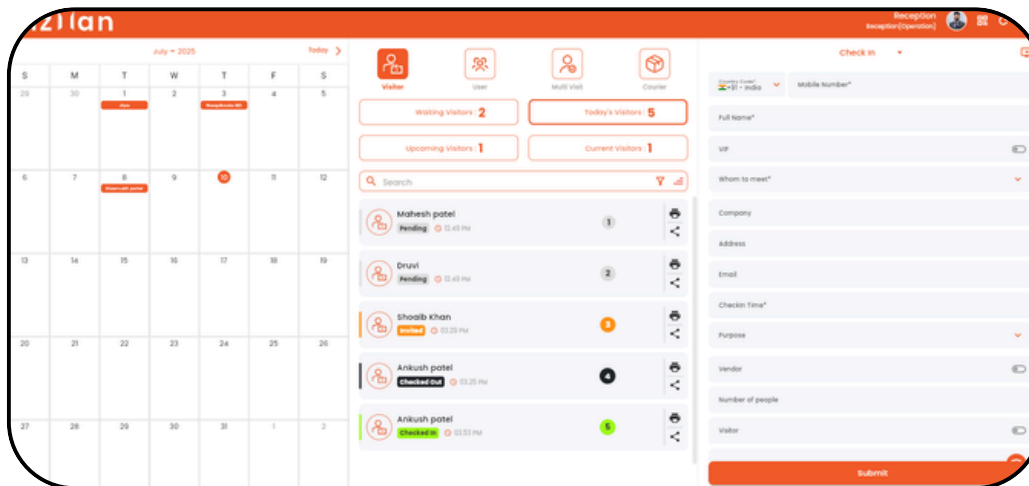 Reception
Reception[Operation]
July 2025
Today
S M T W T F S
29 30 1 2 3 4 5
6 7 8 9 10 11 12
13 14 15 16 17 18 19
20 21 22 23 24 25 26
27 28 29 30 31 1 2
Visitor User Multi Visit Courier
Waiting Visitors : 2
Today's Visitors : 5
Upcoming Visitors : 1
Current Visitors : 1
Search
Mahesh patel
Pending 12.43 PM
1
Druvi
Pending 12.43 PM
2
Shoaib Khan
Invited 03:29 PM
3
Ankush patel
Checked Out 03.25 PM
4
Ankush patel
Checked In 03:53 PM
5
Check In
Country Code*
+91 - India
Mobile Number*
Full Name*
VIP
Whom to meet*
Company
Address
Email
Checkin Time*
Purpose
Vendor
Number of people
Visitor
Submit